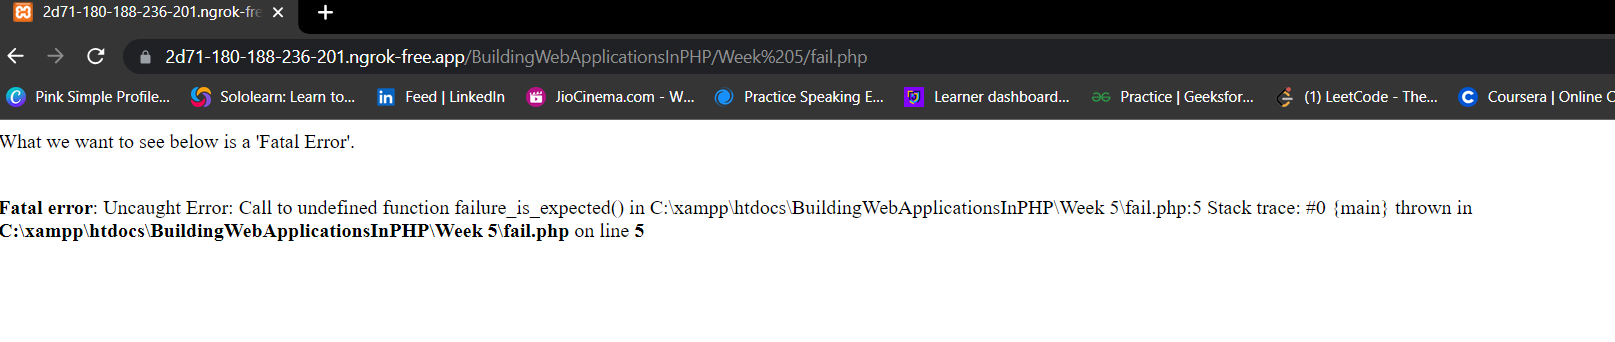 2d71-180-188-236-201.ngrok-fre
2d71-180-188-236-201.ngrok-free.app/BuildingWebApplicationsInPHP/Week%205/fail.php
Pink Simple Profile... Sololearn: Learn to... Feed | LinkedIn JioCinema.com - W... Practice Speaking E... Learner dashboard... Practice | Geeksfor... (1) LeetCode - The... Coursera | Online C
What we want to see below is a 'Fatal Error'.
Fatal error: Uncaught Error: Call to undefined function failure_is_expected() in C:\xampp\htdocs\BuildingWebApplicationsInPHP\Week 5\fail.php:5 Stack trace: #0 {main} thrown in
C:\xampp\htdocs\BuildingWebApplicationsInPHP\Week 5\fail.php on line 5